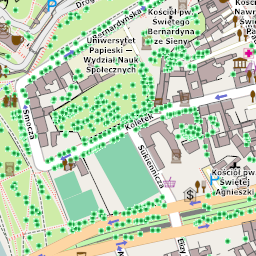 Bernardyńska
Kościół pw.
Świętego
Bernardyna
ze Sieny
Uniwersytet
Papieski —
Wydział Nauk
Społecznych
Smocza
Koletek
Sukiennicza
Kościół pw.
Świętej
Agnieszki
P
P
$